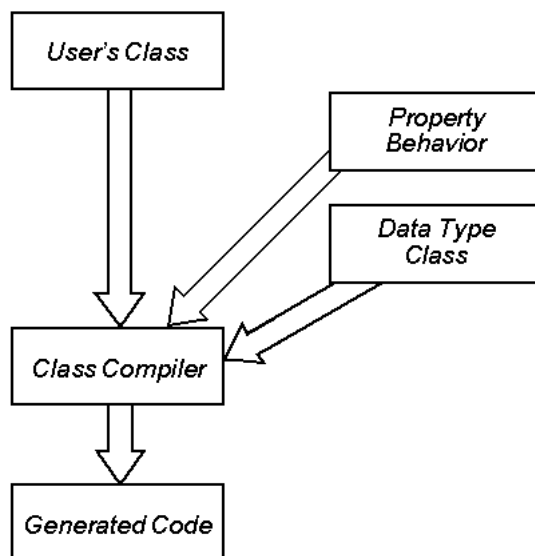 User's Class
Property
Behavior
Data Type
Class
Class Compiler
Generated Code